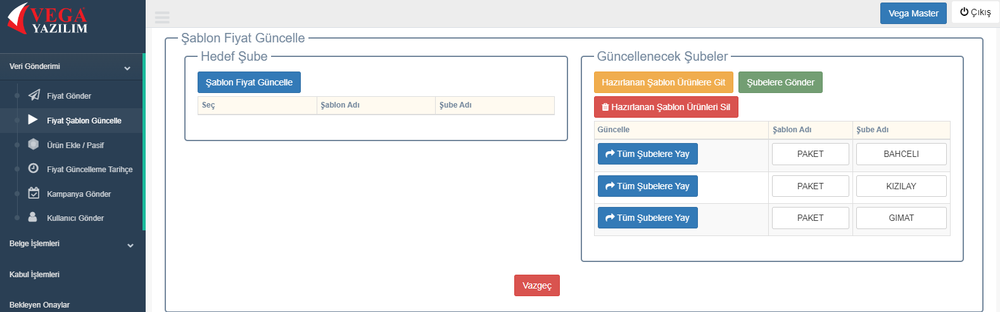 VEGA
YAZILIM
Vega Master
Çıkış
Veri Gönderimi
Fiyat Gönder
Fiyat Şablon Güncelle
Ürün Ekle / Pasif
Fiyat Güncelleme Tarihçe
Kampanya Gönder
Kullanıcı Gönder
Belge İşlemleri
Kabul İşlemleri
Bekleyen Onaylar
Şablon Fiyat Güncelle
Hedef Şube
Şablon Fiyat Güncelle
Seç Şablon Adı Şube Adı
Güncellenecek Şubeler
Hazırlanan Şablon Ürünlere Git Şubelere Gönder
Hazırlanan Şablon Ürünleri Sil
Güncelle Şablon Adı Şube Adı
Tüm Şubelere Yay PAKET BAHCELI
Tüm Şubelere Yay PAKET KIZILAY
Tüm Şubelere Yay PAKET GIMAT
Vazgeç